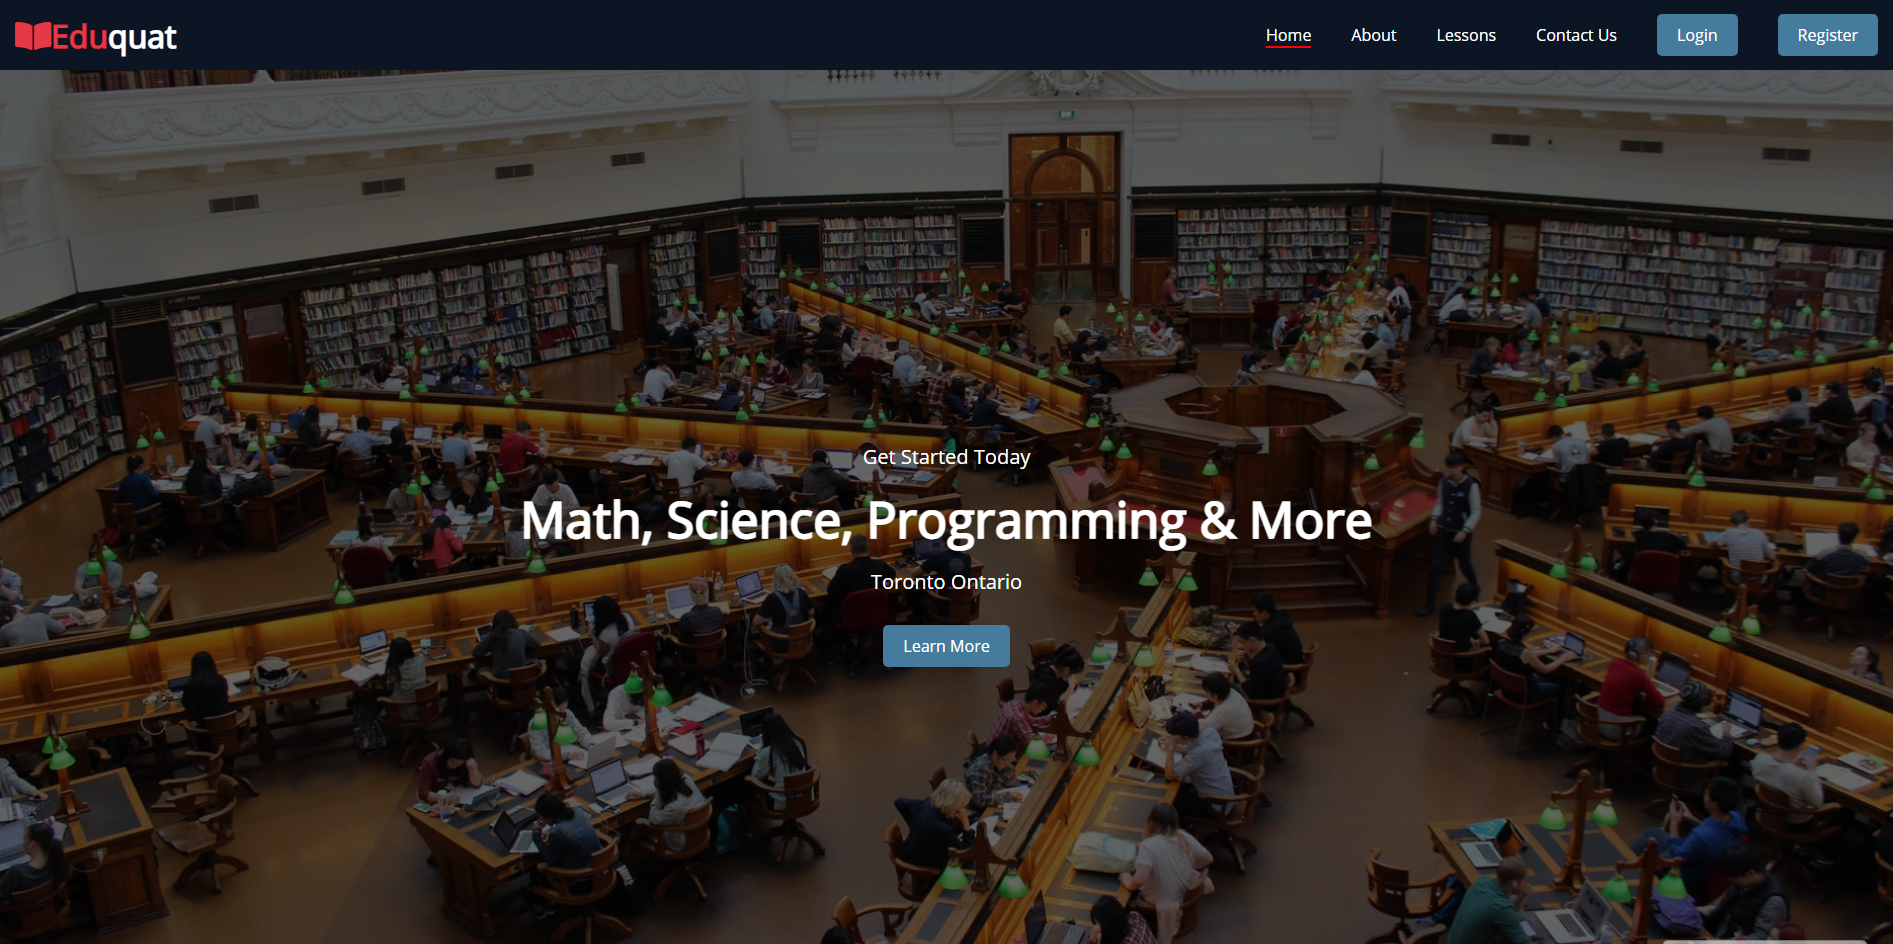 Eduquat
Home
About
Lessons
Contact Us
Login
Register
Get Started Today
Math, Science, Programming & More
Toronto Ontario
Learn More